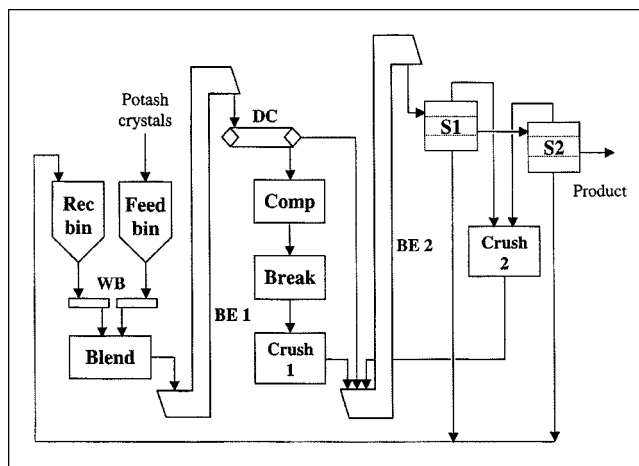 Potash
crystals
DC
S1
S2
Product
Rec
bin
Feed
bin
Comp
Crush
2
BE 2
Break
WB
BE 1
Blend
Crush
1